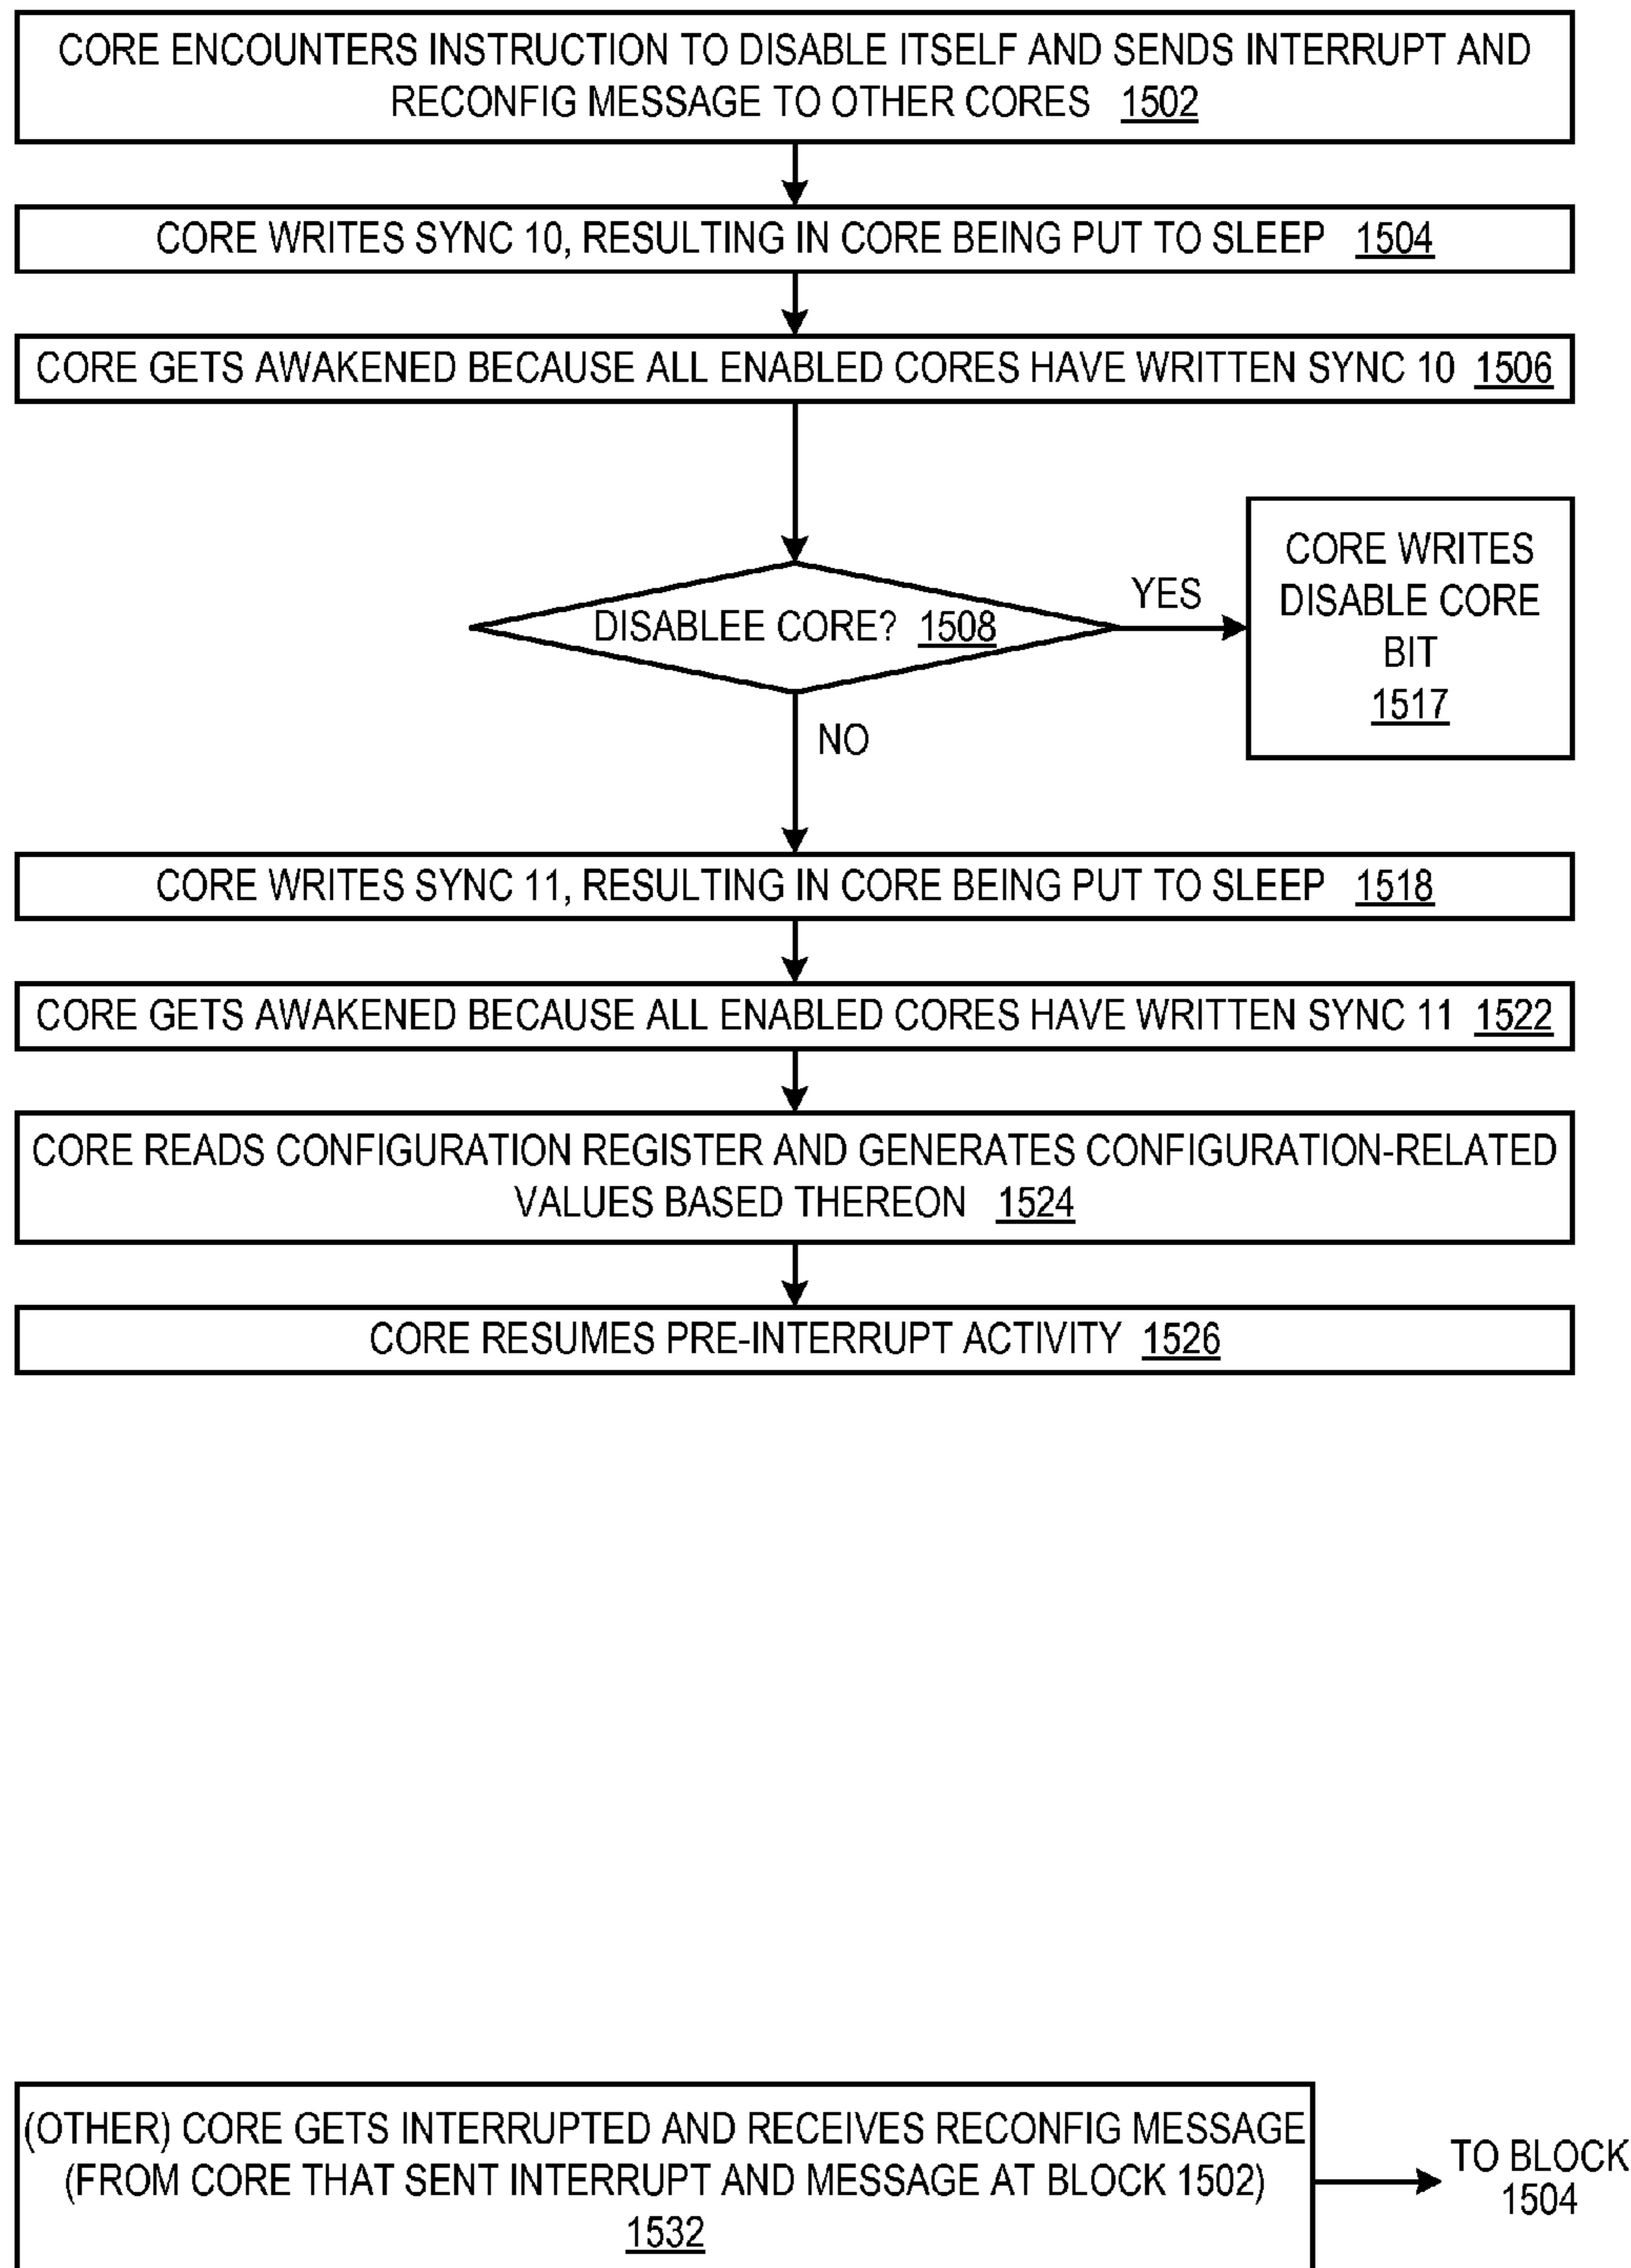 CORE ENCOUNTERS INSTRUCTION TO DISABLE ITSELF AND SENDS INTERRUPT AND
RECONFIG MESSAGE TO OTHER CORES 1502
CORE WRITES SYNC 10, RESULTING IN CORE BEING PUT TO SLEEP 1504
CORE GETS AWAKENED BECAUSE ALL ENABLED CORES HAVE WRITTEN SYNC 10 1506
DISABLEE CORE? 1508
YES
CORE WRITES
DISABLE CORE
BIT
1517
NO
CORE WRITES SYNC 11, RESULTING IN CORE BEING PUT TO SLEEP 1518
CORE GETS AWAKENED BECAUSE ALL ENABLED CORES HAVE WRITTEN SYNC 11 1522
CORE READS CONFIGURATION REGISTER AND GENERATES CONFIGURATION-RELATED
VALUES BASED THEREON 1524
CORE RESUMES PRE-INTERRUPT ACTIVITY 1526
(OTHER) CORE GETS INTERRUPTED AND RECEIVES RECONFIG MESSAGE
(FROM CORE THAT SENT INTERRUPT AND MESSAGE AT BLOCK 1502)
1532
TO BLOCK
1504